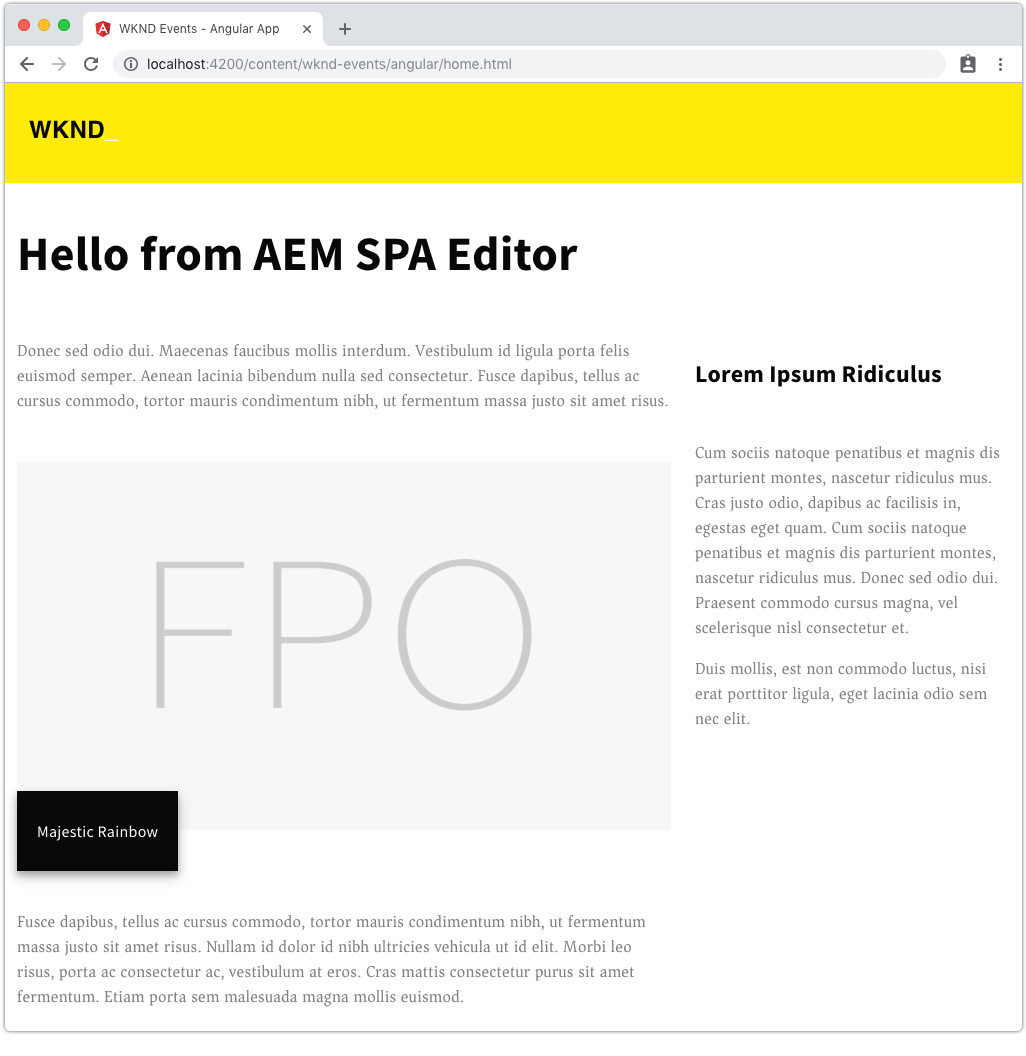 WKND Events - Angular App
localhost:4200/content/wknd-events/angular/home.html
WKND_
Hello from AEM SPA Editor
Donec sed odio dui. Maecenas faucibus mollis interdum. Vestibulum id ligula porta felis
euismod semper. Aenean lacinia bibendum nulla sed consectetur. Fusce dapibus, tellus ac
cursus commodo, tortor mauris condimentum nibh, ut fermentum massa justo sit amet risus.
FPO
Majestic Rainbow
Fusce dapibus, tellus ac cursus commodo, tortor mauris condimentum nibh, ut fermentum
massa justo sit amet risus. Nullam id dolor id nibh ultricies vehicula ut id elit. Morbi leo
risus, porta ac consectetur ac, vestibulum at eros. Cras mattis consectetur purus sit amet
fermentum. Etiam porta sem malesuada magna mollis euismod.
Lorem Ipsum Ridiculus
Cum sociis natoque penatibus et magnis dis
parturient montes, nascetur ridiculus mus.
Cras justo odio, dapibus ac facilisis in,
egestas eget quam. Cum sociis natoque
penatibus et magnis dis parturient montes,
nascetur ridiculus mus. Donec sed odio dui.
Praesent commodo cursus magna, vel
scelerisque nisl consectetur et.
Duis mollis, est non commodo luctus, nisi
erat porttitor ligula, eget lacinia odio sem
nec elit.